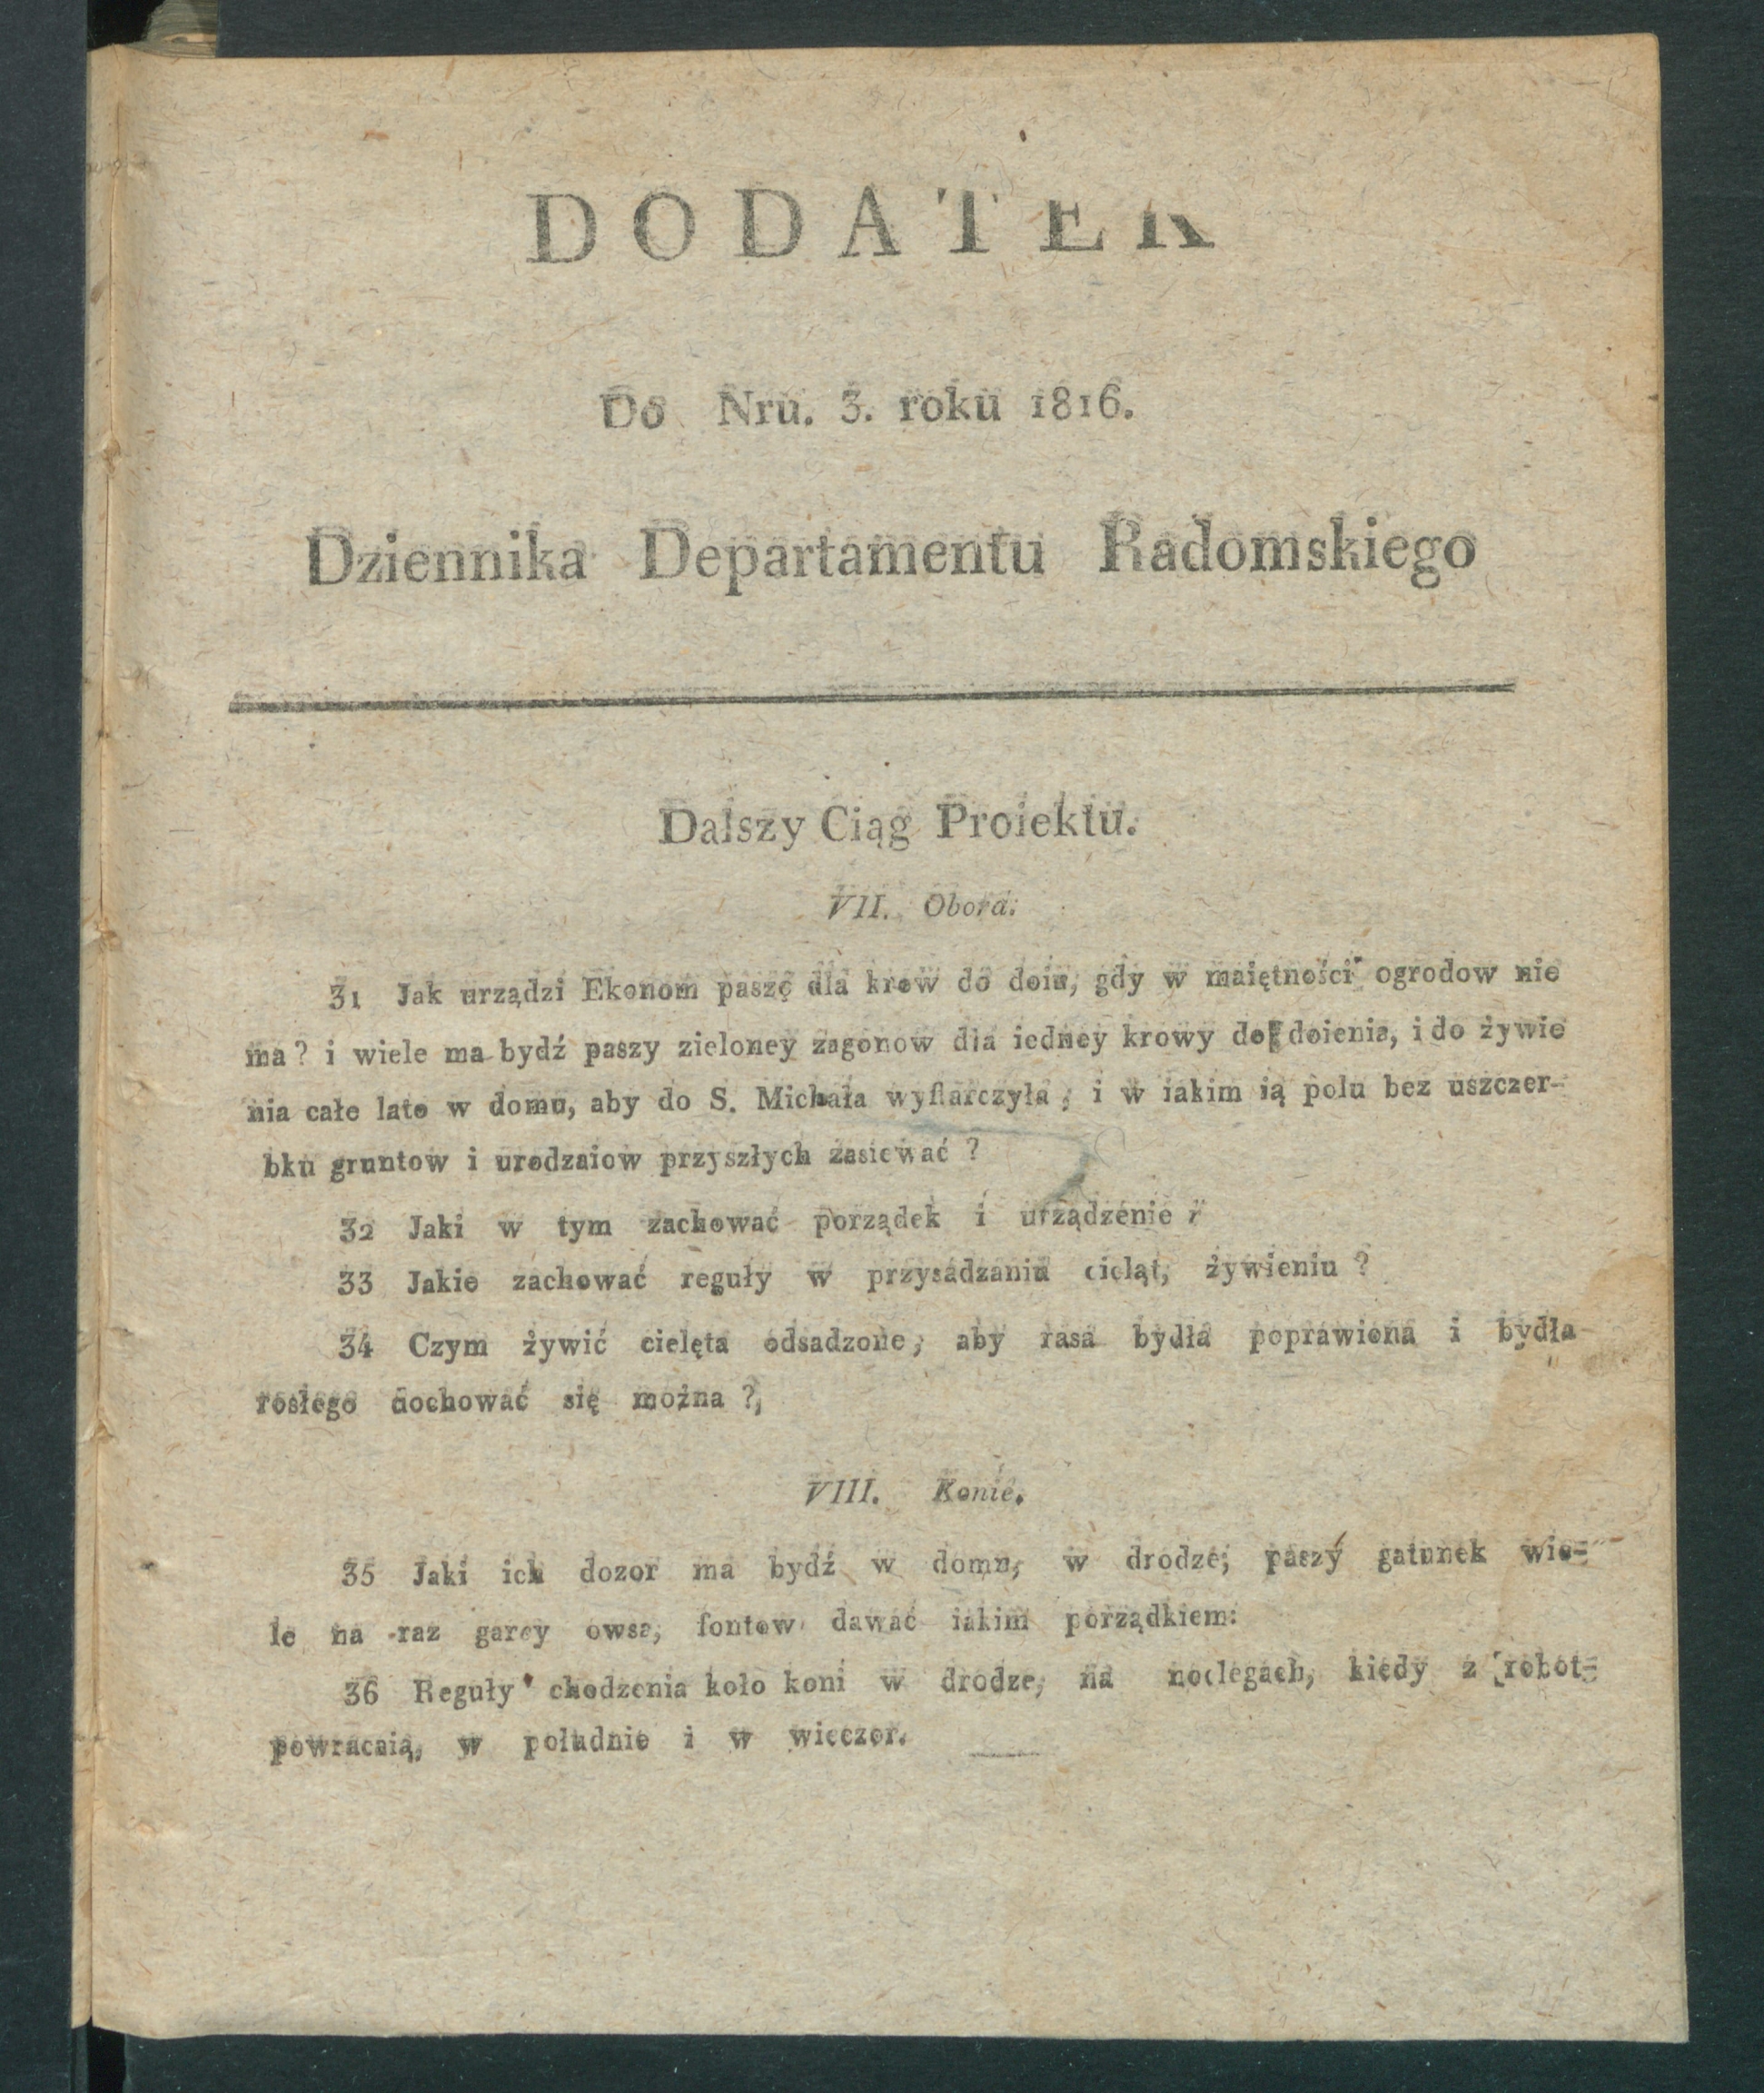 DODATEK
Do Nru. 3. roku 1816.
Dziennika Departamentu Radomskiego
Dalszy Ciąg Proiektu.
VII. Obora.
31 Jak urządzi Ekonom paszę dla krow do doiu, gdy w maiętności ogrodow nie
ma? i wiele ma bydź paszy zieloney zagonow dla iedney krowy do doienia, i do żywie
nia całe lato w domu, aby do S. Michała wystarczyła, i w iakim ią polu bez uszczer-
bku gruntow i urodzaiow przyszłych zasiewać ?
32 Jaki w tym zachować porządek i urządzenie ?
33 Jakie zachować reguły w przysadzaniu cieląt, żywieniu ?
34 Czym żywić cielęta odsadzone, aby rasa bydła poprawiona i bydła
rosłego dochować się można ?,
VIII. Konie.
35 Jaki ich dozor ma bydź w domu, w drodze; paszy gatunek wie-
le na raz garcy owsa, fontow dawać iakim porządkiem:
36 Reguły chodzenia koło koni w drodze, na noclegach, kiedy z robot-
powracaią, w południe i w wieczor.